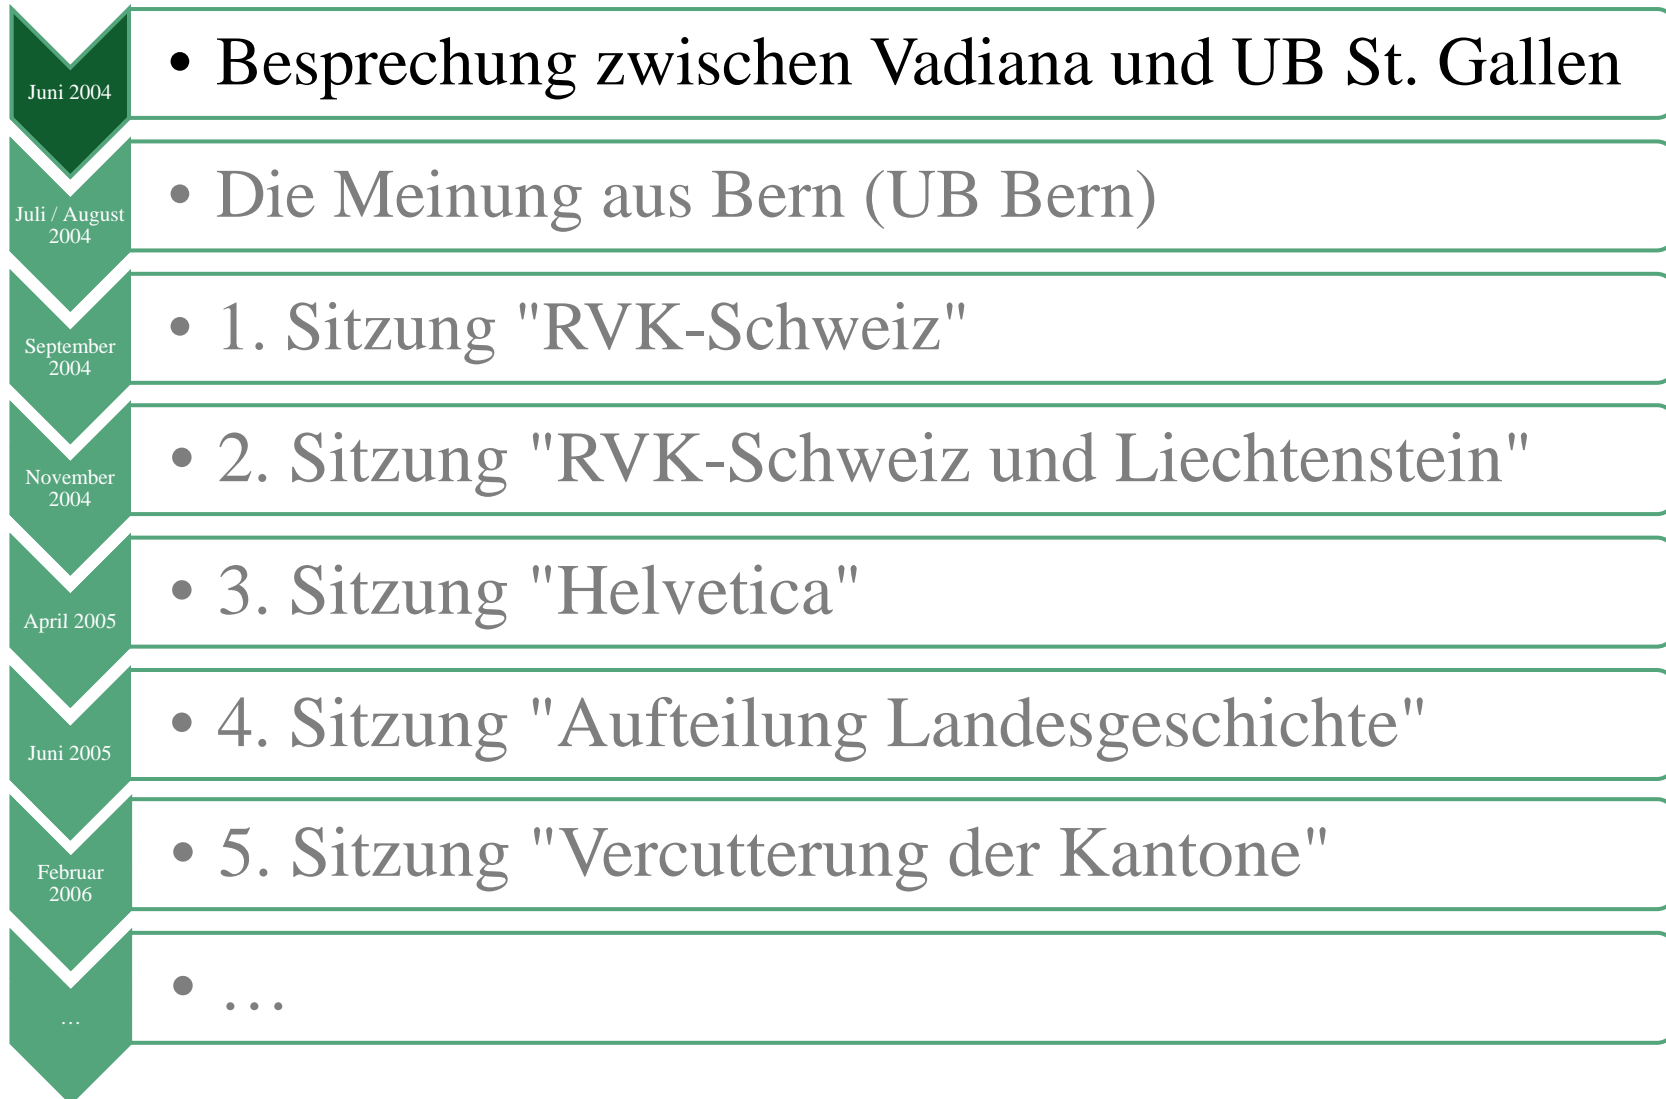 Juni 2004
• Besprechung zwischen Vadiana und UB St. Gallen
Juli / August
2004
• Die Meinung aus Bern (UB Bern)
September
2004
• 1. Sitzung "RVK-Schweiz"
November
2004
• 2. Sitzung "RVK-Schweiz und Liechtenstein"
April 2005
• 3. Sitzung "Helvetica"
Juni 2005
• 4. Sitzung "Aufteilung Landesgeschichte"
Februar
2006
• 5. Sitzung "Vercutterung der Kantone"
…
• …